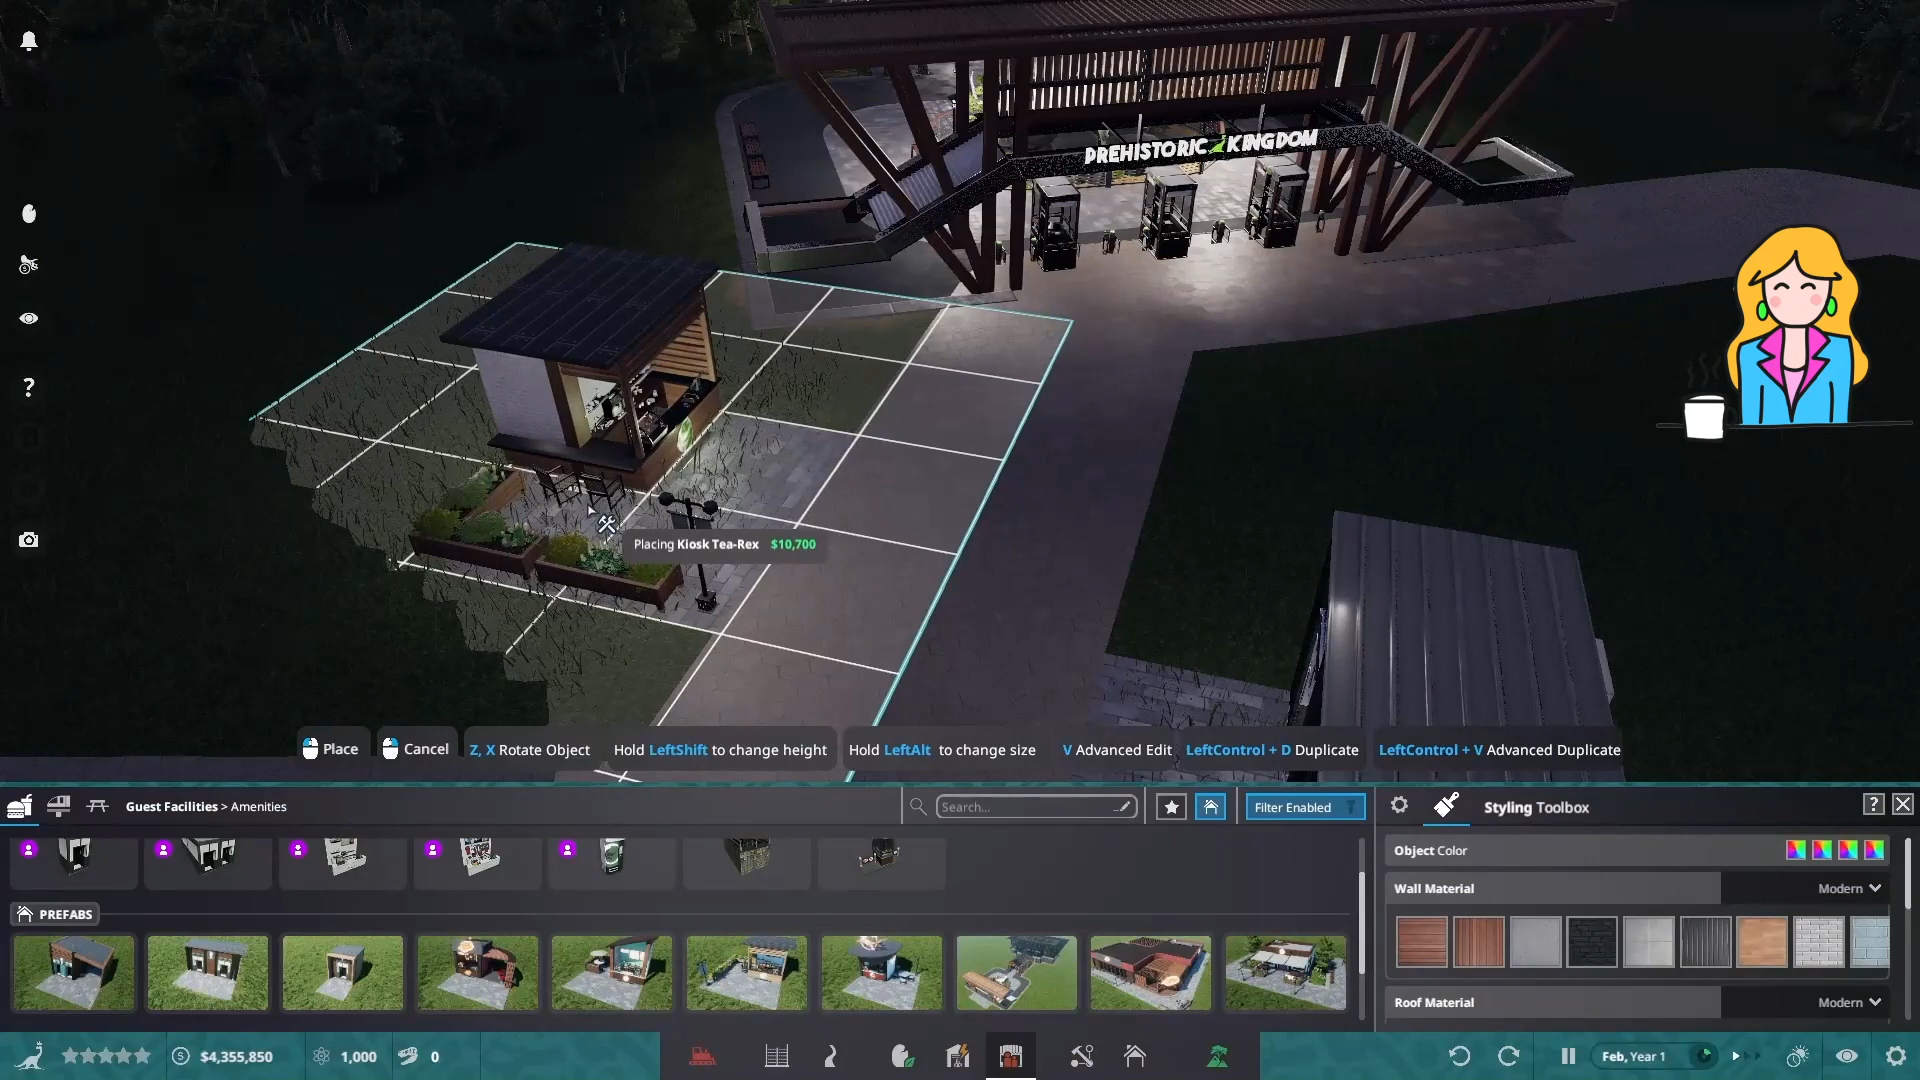 PREHISTORIC KINGDOM
Placing Kiosk Tea-Rex $10,700
Place
Cancel
Z, X Rotate Object
Hold LeftShift to change height
Hold LeftAlt to change size
V Advanced Edit
LeftControl + D Duplicate
LeftControl + V Advanced Duplicate
Guest Facilities > Amenities
Search...
Filter Enabled
Styling Toolbox
?
Object Color
Wall Material
Modern
PREFABS
Roof Material
Modern
$4,355,850
1,000
0
Feb, Year 1